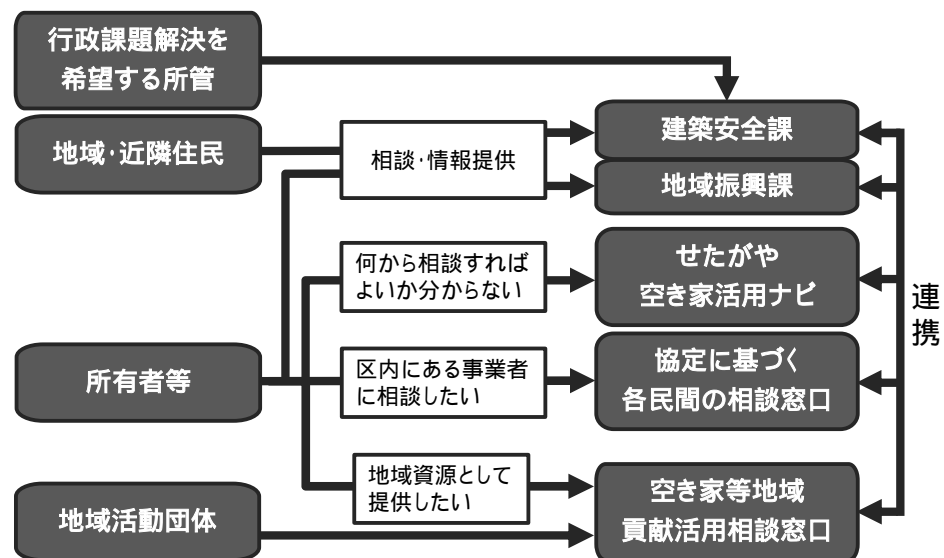 行政課題解決を
希望する所管
地域・近隣住民
所有者等
地域活動団体
相談・情報提供
何から相談すれば
よいか分からない
区内にある事業者
に相談したい
地域資源として
提供したい
建築安全課
地域振興課
せたがや
空き家活用ナビ
協定に基づく
各民間の相談窓口
空き家等地域
貢献活用相談窓口
連携